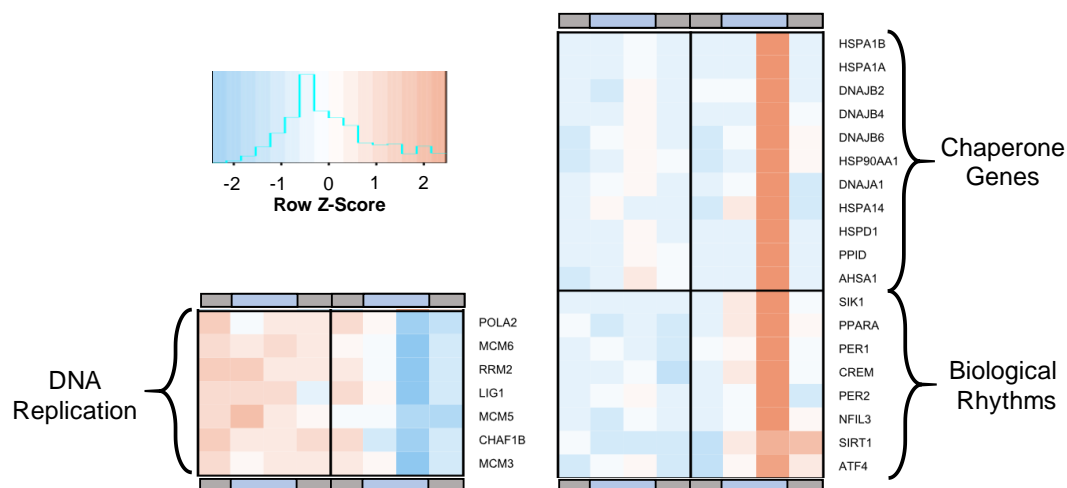 -2 -1 0 1 2
Row Z-Score
HSPA1B
HSPA1A
DNAJB2
DNAJB4
DNAJB6
HSP90AA1
DNAJA1
HSPA14
HSPD1
PPID
AHSA1
SIK1
PPARA
PER1
CREM
PER2
NFIL3
SIRT1
ATF4
Chaperone
Genes
Biological
Rhythms
DNA
Replication
POLA2
MCM6
RRM2
LIG1
MCM5
CHAF1B
MCM3